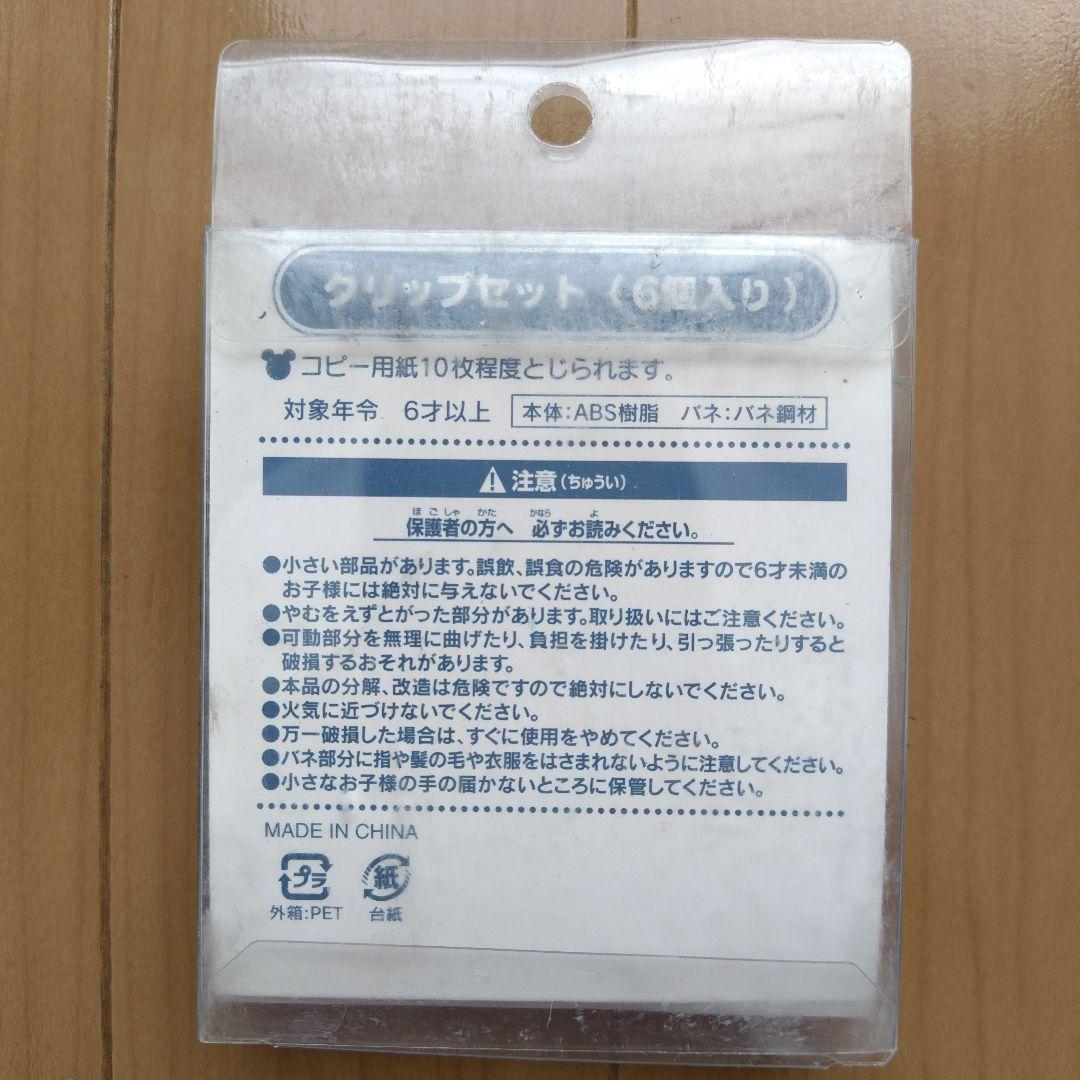 クリップセット（6個入り）
コピー用紙10枚程度とじられます。
対象年令　6才以上　本体：ABS樹脂　バネ：バネ鋼材
注意（ちゅうい）
ほごしゃ　かた　かなら　よ
保護者の方へ　必ずお読みください。
●小さい部品があります。誤飲、誤食の危険がありますので6才未満の
お子様には絶対に与えないでください。
●やむをえずとがった部分があります。取り扱いにはご注意ください。
●可動部分を無理に曲げたり、負担を掛けたり、引っ張ったりすると
破損するおそれがあります。
●本品の分解、改造は危険ですので絶対にしないでください。
●火気に近づけないでください。
●万一破損した場合は、すぐに使用をやめてください。
●バネ部分に指や髪の毛や衣服をはさまれないように注意してください。
●小さなお子様の手の届かないところに保管してください。
MADE IN CHINA
プラ　紙
外箱：PET　台紙